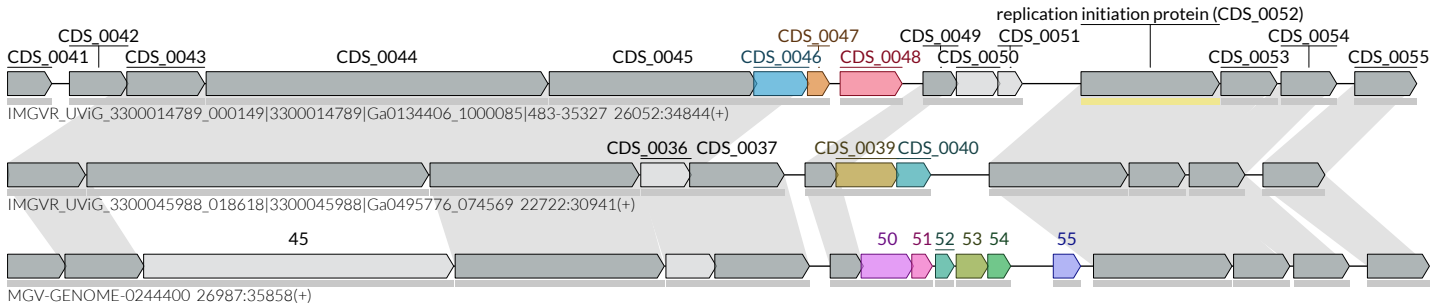 replication initiation protein (CDS_0052)
CDS_0042 CDS_0047 CDS_0049 CDS_0051 CDS_0054
CDS_0041 CDS_0043 CDS_0044 CDS_0045 CDS_0046 CDS_0048 CDS_0050 CDS_0053 CDS_0055
IMGVR_UViG_3300014789_000149|3300014789|Ga0134406_1000085|483-35327 26052:34844(+)
CDS_0036 CDS_0037 CDS_0039 CDS_0040
IMGVR_UViG_3300045988_018618|3300045988|Ga0495776_074569 22722:30941(+)
45 50 51 52 53 54 55
MGV-GENOME-0244400 26987:35858(+)